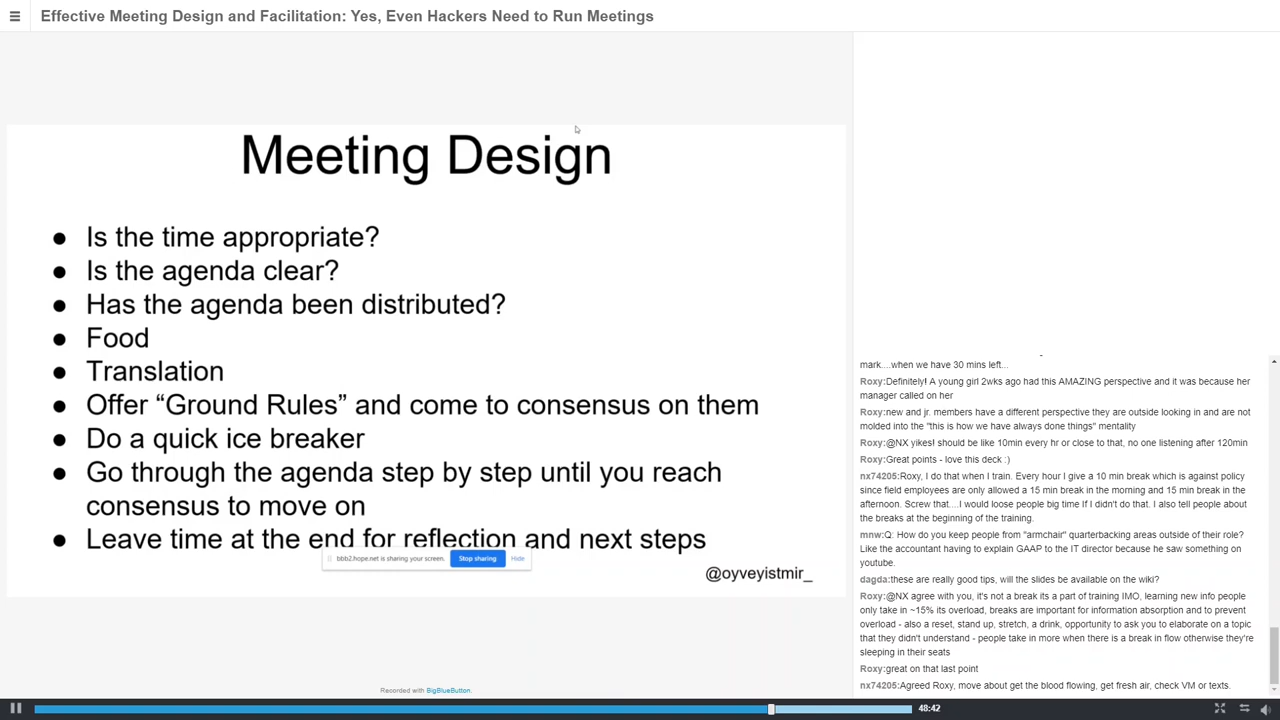 Effective Meeting Design and Facilitation: Yes, Even Hackers Need to Run Meetings
Meeting Design
● Is the time appropriate?
● Is the agenda clear?
● Has the agenda been distributed?
● Food
● Translation
● Offer “Ground Rules” and come to consensus on them
● Do a quick ice breaker
● Go through the agenda step by step until you reach
consensus to move on
● Leave time at the end for reflection and next steps
bbb2.hope.net is sharing your screen. Stop sharing Hide
@oyveyistmir_
Recorded with BigBlueButton.
mark....when we have 30 mins left...
Roxy:Definitely! A young girl 2wks ago had this AMAZING perspective and it was because her
manager called on her
Roxy:new and jr. members have a different perspective they are outside looking in and are not
molded into the "this is how we have always done things" mentality
Roxy:@NX yikes! should be like 10min every hr or close to that, no one listening after 120min
Roxy:Great points - love this deck :)
nx74205:Roxy, I do that when I train. Every hour I give a 10 min break which is against policy
since field employees are only allowed a 15 min break in the morning and 15 min break in the
afternoon. Screw that....I would loose people big time If I didn't do that. I also tell people about
the breaks at the beginning of the training.
mnw:Q: How do you keep people from "armchair" quarterbacking areas outside of their role?
Like the accountant having to explain GAAP to the IT director because he saw something on
youtube.
dagda:these are really good tips, will the slides be available on the wiki?
Roxy:@NX agree with you, it's not a break its a part of training IMO, learning new info people
only take in ~15% its overload, breaks are important for information absorption and to prevent
overload - also a reset, stand up, stretch, a drink, opportunity to ask you to elaborate on a topic
that they didn't understand - people take in more when there is a break in flow otherwise they're
sleeping in their seats
Roxy:great on that last point
nx74205:Agreed Roxy, move about get the blood flowing, get fresh air, check VM or texts.
48:42